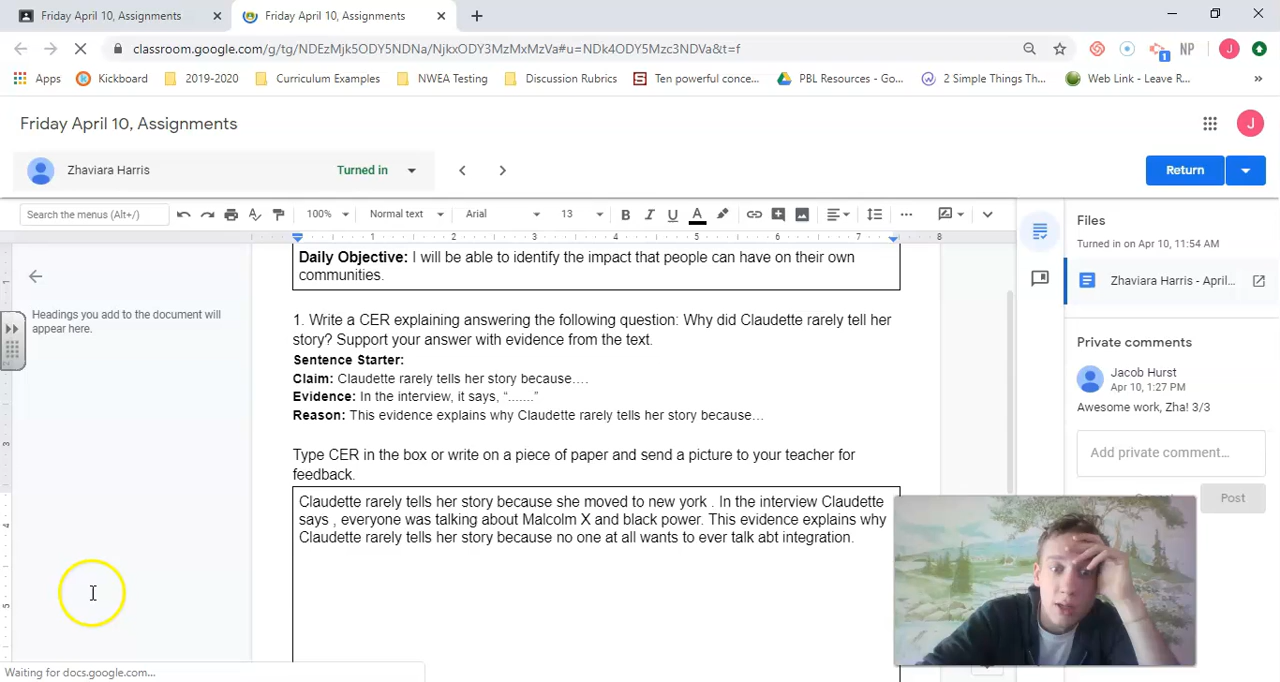 Friday April 10, Assignments
Friday April 10, Assignments
classroom.google.com/g/tg/NDEzMjk5ODY5NDNa/NjkxODY3MzMxMzVa#u=NDk4ODY5Mzc3NDVa&t=f
NP
J
1
Apps
Kickboard
2019-2020
Curriculum Examples
NWEA Testing
Discussion Rubrics
Ten powerful conce...
PBL Resources - Go...
2 Simple Things Th...
Web Link - Leave R...
»
Friday April 10, Assignments
J
Zhaviara Harris
Turned in
Return
Search the menus (Alt+/)
100%
Normal text
Arial
13
B I U A
1 2 3 4 5 6 7 8
Files
Turned in on Apr 10, 11:54 AM
Zhaviara Harris - April...
Private comments
Jacob Hurst
Apr 10, 1:27 PM
Awesome work, Zha! 3/3
Add private comment...
Post
Headings you add to the document will
appear here.
Daily Objective: I will be able to identify the impact that people can have on their own
communities.
1. Write a CER explaining answering the following question: Why did Claudette rarely tell her
story? Support your answer with evidence from the text.
Sentence Starter:
Claim: Claudette rarely tells her story because....
Evidence: In the interview, it says, “.......”
Reason: This evidence explains why Claudette rarely tells her story because...
Type CER in the box or write on a piece of paper and send a picture to your teacher for
feedback.
Claudette rarely tells her story because she moved to new york . In the interview Claudette
says , everyone was talking about Malcolm X and black power. This evidence explains why
Claudette rarely tells her story because no one at all wants to ever talk abt integration.
Waiting for docs.google.com...